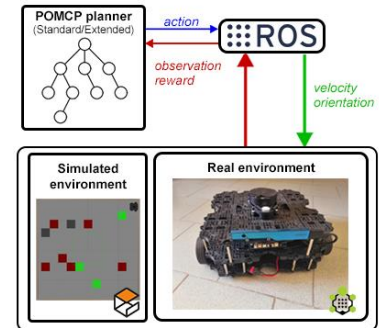 POMCP planner
(Standard/Extended)
action
ROS
observation
reward
velocity
orientation
Simulated
environment
Real environment